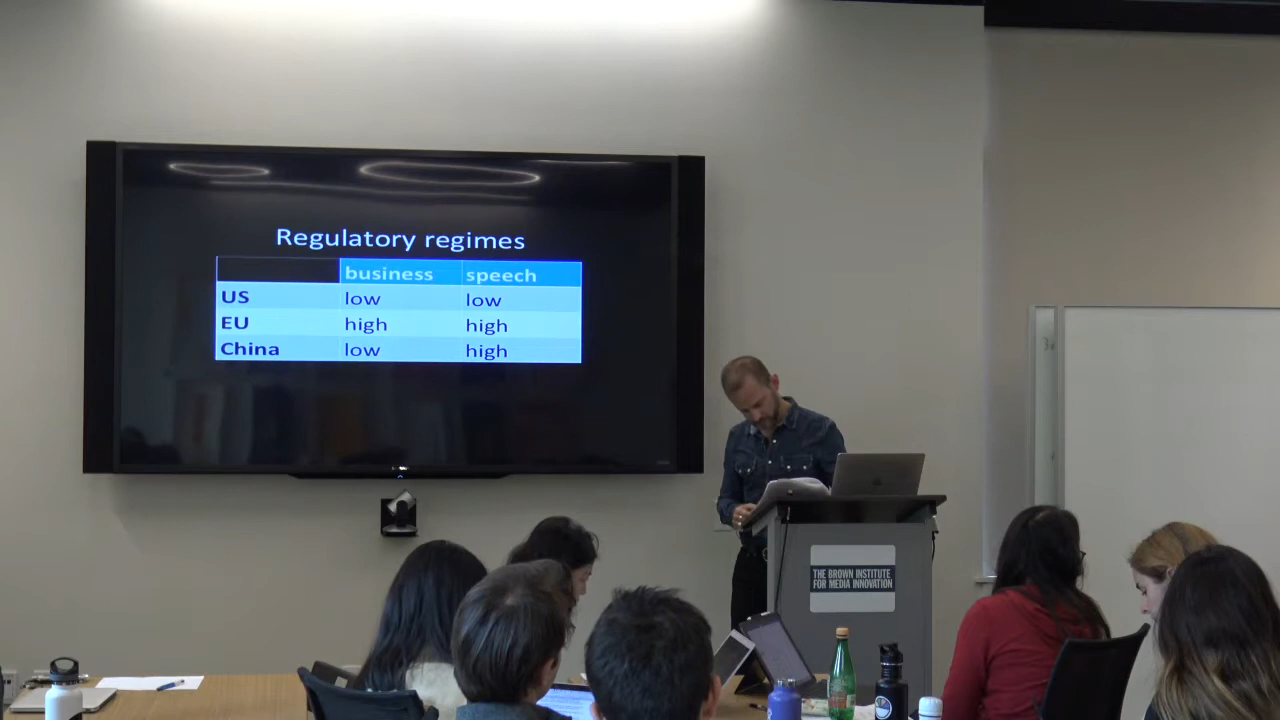 Regulatory regimes
business speech
US low low
EU high high
China low high
THE BROWN INSTITUTE
FOR MEDIA INNOVATION